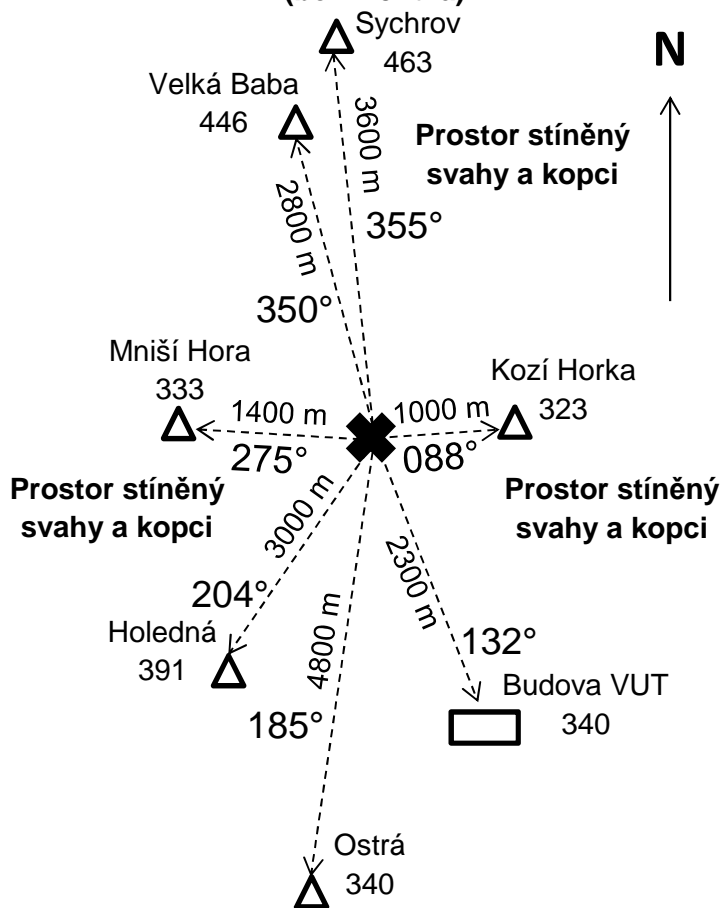 Sychrov
463
N
Velká Baba
446
Prostor stíněný
svahy a kopci
3600 m
2800 m
355°
350°
Mniší Hora
333
Kozí Horka
323
1400 m
1000 m
275°
088°
Prostor stíněný
svahy a kopci
Prostor stíněný
svahy a kopci
3000 m
2300 m
204°
4800 m
132°
Holedná
391
Budova VUT
340
185°
Ostrá
340